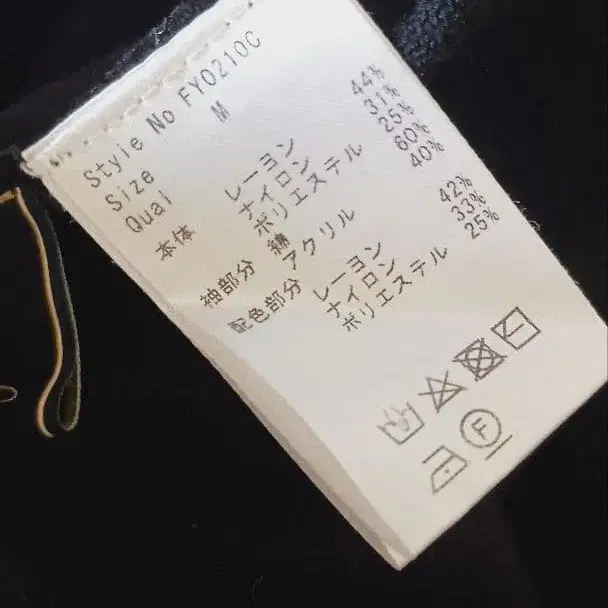 Style No FY0210C
Size M
Qual
本体 レーヨン 44%
ナイロン 31%
ポリエステル 25%
袖部分 綿 60%
アクリル 40%
配色部分 レーヨン 42%
ナイロン 33%
ポリエステル 25%
F